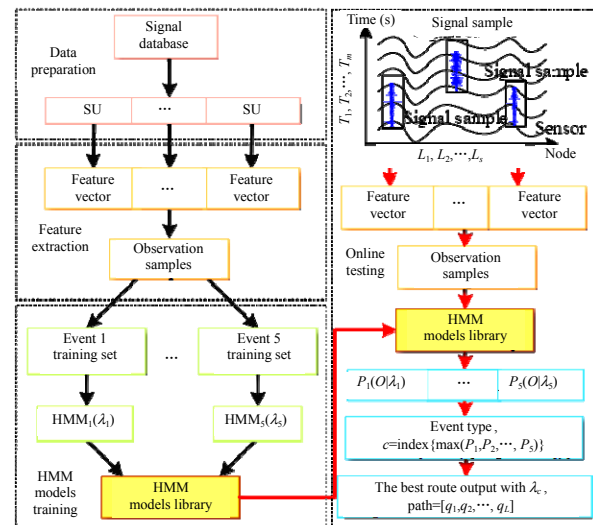 Data
preparation
Signal
database
SU
...
SU
Feature
extraction
Feature
vector
...
Feature
vector
Observation
samples
Event 1
training set
...
Event 5
training set
HMM₁(λ₁)
HMM₅(λ₅)
HMM
models
training
HMM
models library
Time (s)
Signal sample
T₁, T₂,···, Tₘ
Signal sample
Signal sample
Sensor
L₁, L₂,···,Lₛ
Node
Feature
vector
...
Feature
vector
Online
testing
Observation
samples
HMM
models library
P₁(O|λ₁)
...
P₅(O|λ₅)
Event type ,
c=index{max(P₁,P₂,···, P₅)}
The best route output with λ꜀ ,
path=[q₁,q₂,···, q_L]